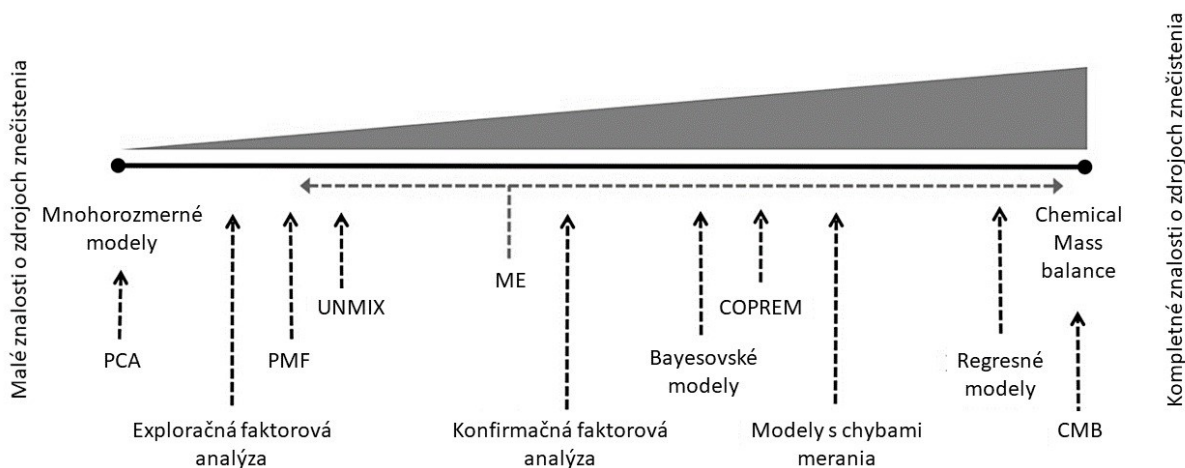 Malé znalosti o zdrojoch znečistenia
Mnohorozmerné
modely
PCA
Exploračná faktorová
analýza
PMF
UNMIX
ME
Konfirmačná faktorová
analýza
Bayesovské
modely
COPREM
Modely s chybami
merania
Regresné
modely
Chemical
Mass
balance
CMB
Kompletné znalosti o zdrojoch znečistenia